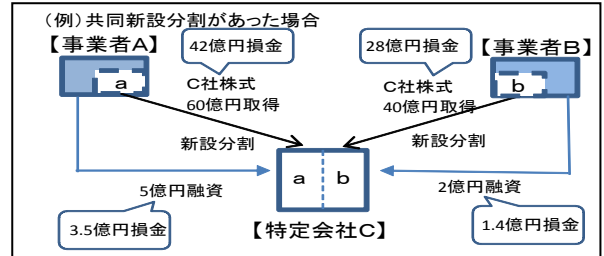 （例）共同新設分割があった場合
【事業者A】
42億円損金
28億円損金
【事業者B】
a
C社株式
60億円取得
C社株式
40億円取得
b
新設分割
新設分割
a
b
5億円融資
2億円融資
3.5億円損金
【特定会社C】
1.4億円損金